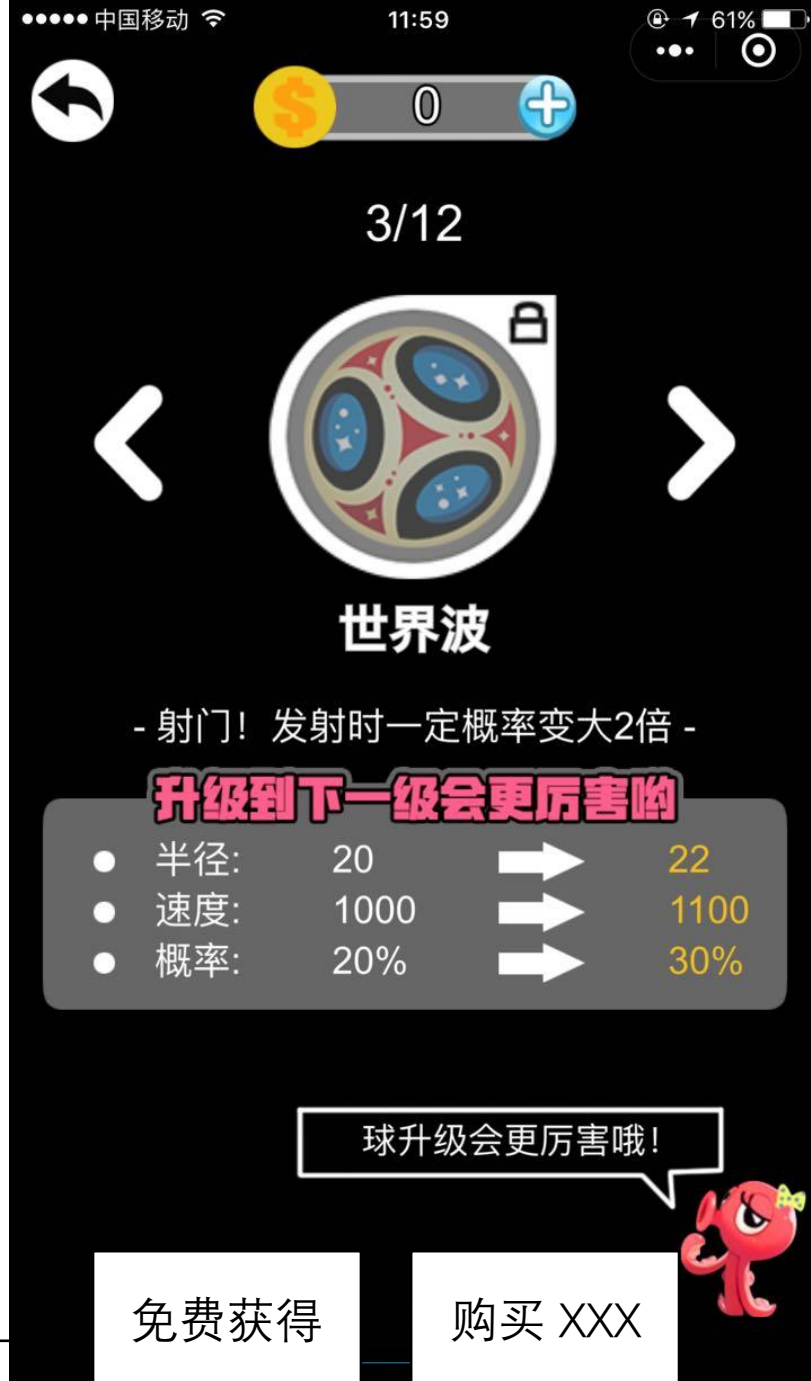 中国移动 11:59 61%
$ 0
3/12
世界波
- 射门！发射时一定概率变大2倍 -
升级到下一级会更厉害哟
半径: 20 22
速度: 1000 1100
概率: 20% 30%
球升级会更厉害哦！
免费获得 购买 XXX